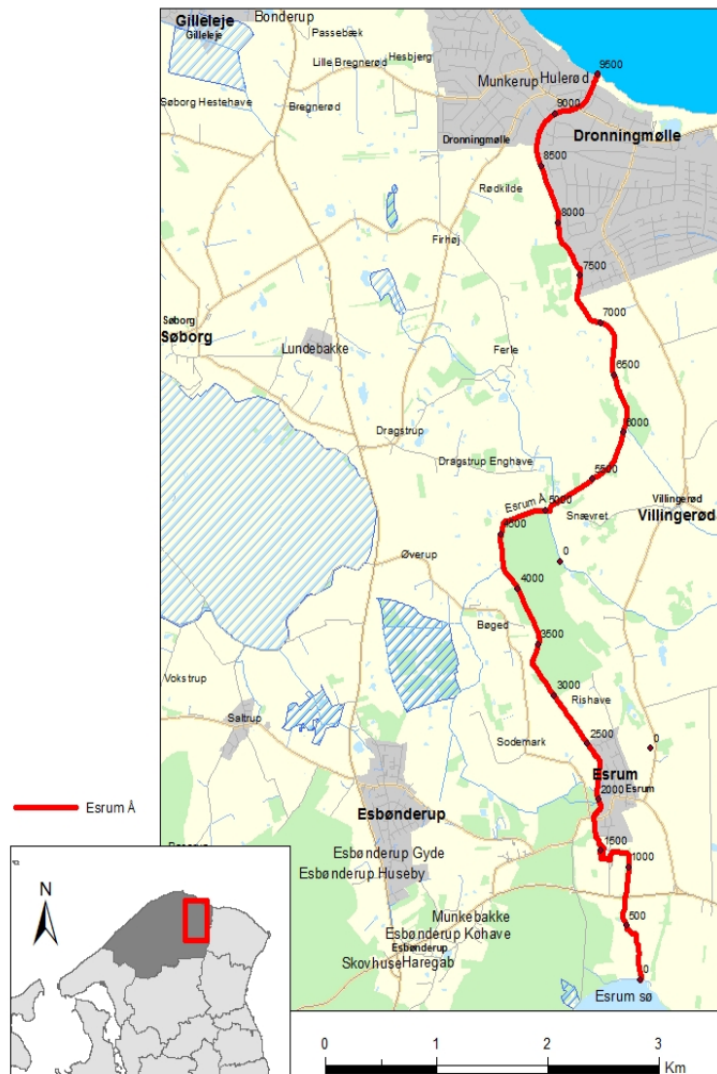 Gilleleje
Gilleleje
Bonderup
Passebæk
Hesbjerg
Lille Bregnerød
Søborg Hestehave
Bregnerød
Munkerup
Hulerød
9500
9000
Dronningmølle
Dronningmølle
8500
Rødkilde
8000
Firhøj
7500
7000
Søborg
Søborg
Lundebakke
Ferle
6500
6000
Dragstrup
Dragstrup Enghave
5500
Esrum Å
5000
Snævret
Villingerød
Villingerød
4500
0
Øverup
4000
Bøged
3500
Vokstrup
3000
Rishave
Saltrup
Sodemark
2500
0
Esrum
Esrum
2000
Esrum Å
Esbønderup
1500
Esbønderup Gyde
Esbønderup Huseby
1000
Munkebakke
500
Esbønderup Kohave
Esbønderup
Skovhuse
Haregab
0
Esrum sø
N
0 1 2 3
Km